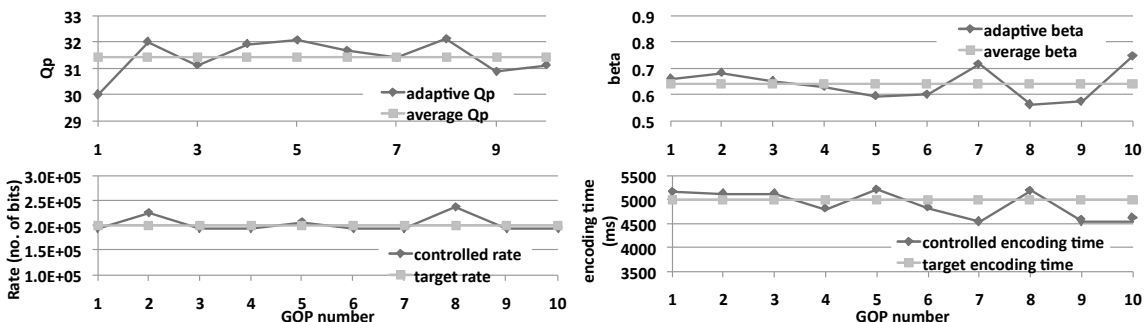 33
32
31
30
29
Qp
adaptive Qp
average Qp
1 3 5 7 9
0.9
0.8
0.7
0.6
0.5
beta
adaptive beta
average beta
1 2 3 4 5 6 7 8 9 10
3.0E+05
2.5E+05
2.0E+05
1.5E+05
1.0E+05
Rate (no. of bits)
controlled rate
target rate
1 2 3 4 5 6 7 8 9 10
GOP number
5500
5000
4500
4000
3500
encoding time
(ms)
controlled encoding time
target encoding time
1 2 3 4 5 6 7 8 9 10
GOP number